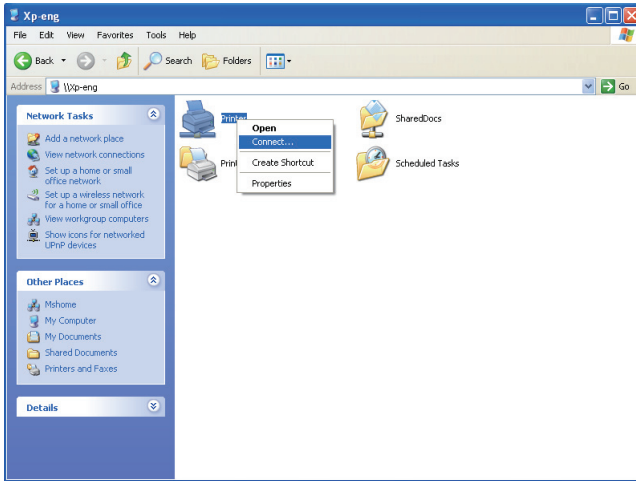 Xp-eng
File Edit View Favorites Tools Help
Back Search Folders
Address \\Xp-eng Go
Network Tasks
Add a network place
View network connections
Set up a home or small
office network
Set up a wireless network
for a home or small office
View workgroup computers
Show icons for networked
UPnP devices
Other Places
Mshome
My Computer
My Documents
Shared Documents
Printers and Faxes
Details
Printer
SharedDocs
Open
Connect...
Create Shortcut
Properties
Scheduled Tasks